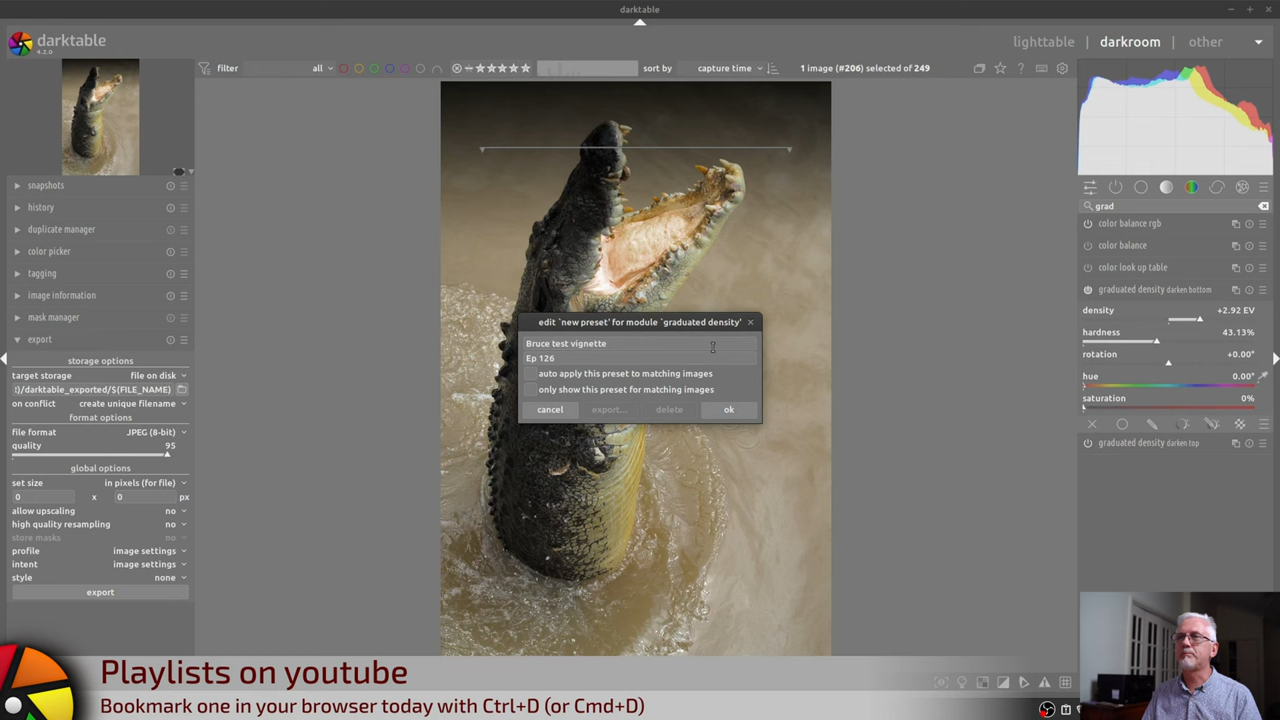 darktable
darktable
4.2.0
lighttable | darkroom | other
filter all sort by capture time 1 image (#206) selected of 249
snapshots
history
duplicate manager
color picker
tagging
image information
mask manager
export
storage options
target storage file on disk
!)/darktable_exported/$(FILE_NAME)
on conflict create unique filename
format options
file format JPEG (8-bit)
quality 95
global options
set size in pixels (for file)
0 x 0 px
allow upscaling no
high quality resampling no
store masks no
profile image settings
intent image settings
style none
export
edit `new preset' for module `graduated density'
Bruce test vignette
Ep 126
auto apply this preset to matching images
only show this preset for matching images
cancel export... delete ok
grad
color balance rgb
color balance
color look up table
graduated density darken bottom
density +2.92 EV
hardness 43.13%
rotation +0.00°
hue +0.00°
saturation 0%
graduated density darken top
Playlists on youtube
Bookmark one in your browser today with Ctrl+D (or Cmd+D)